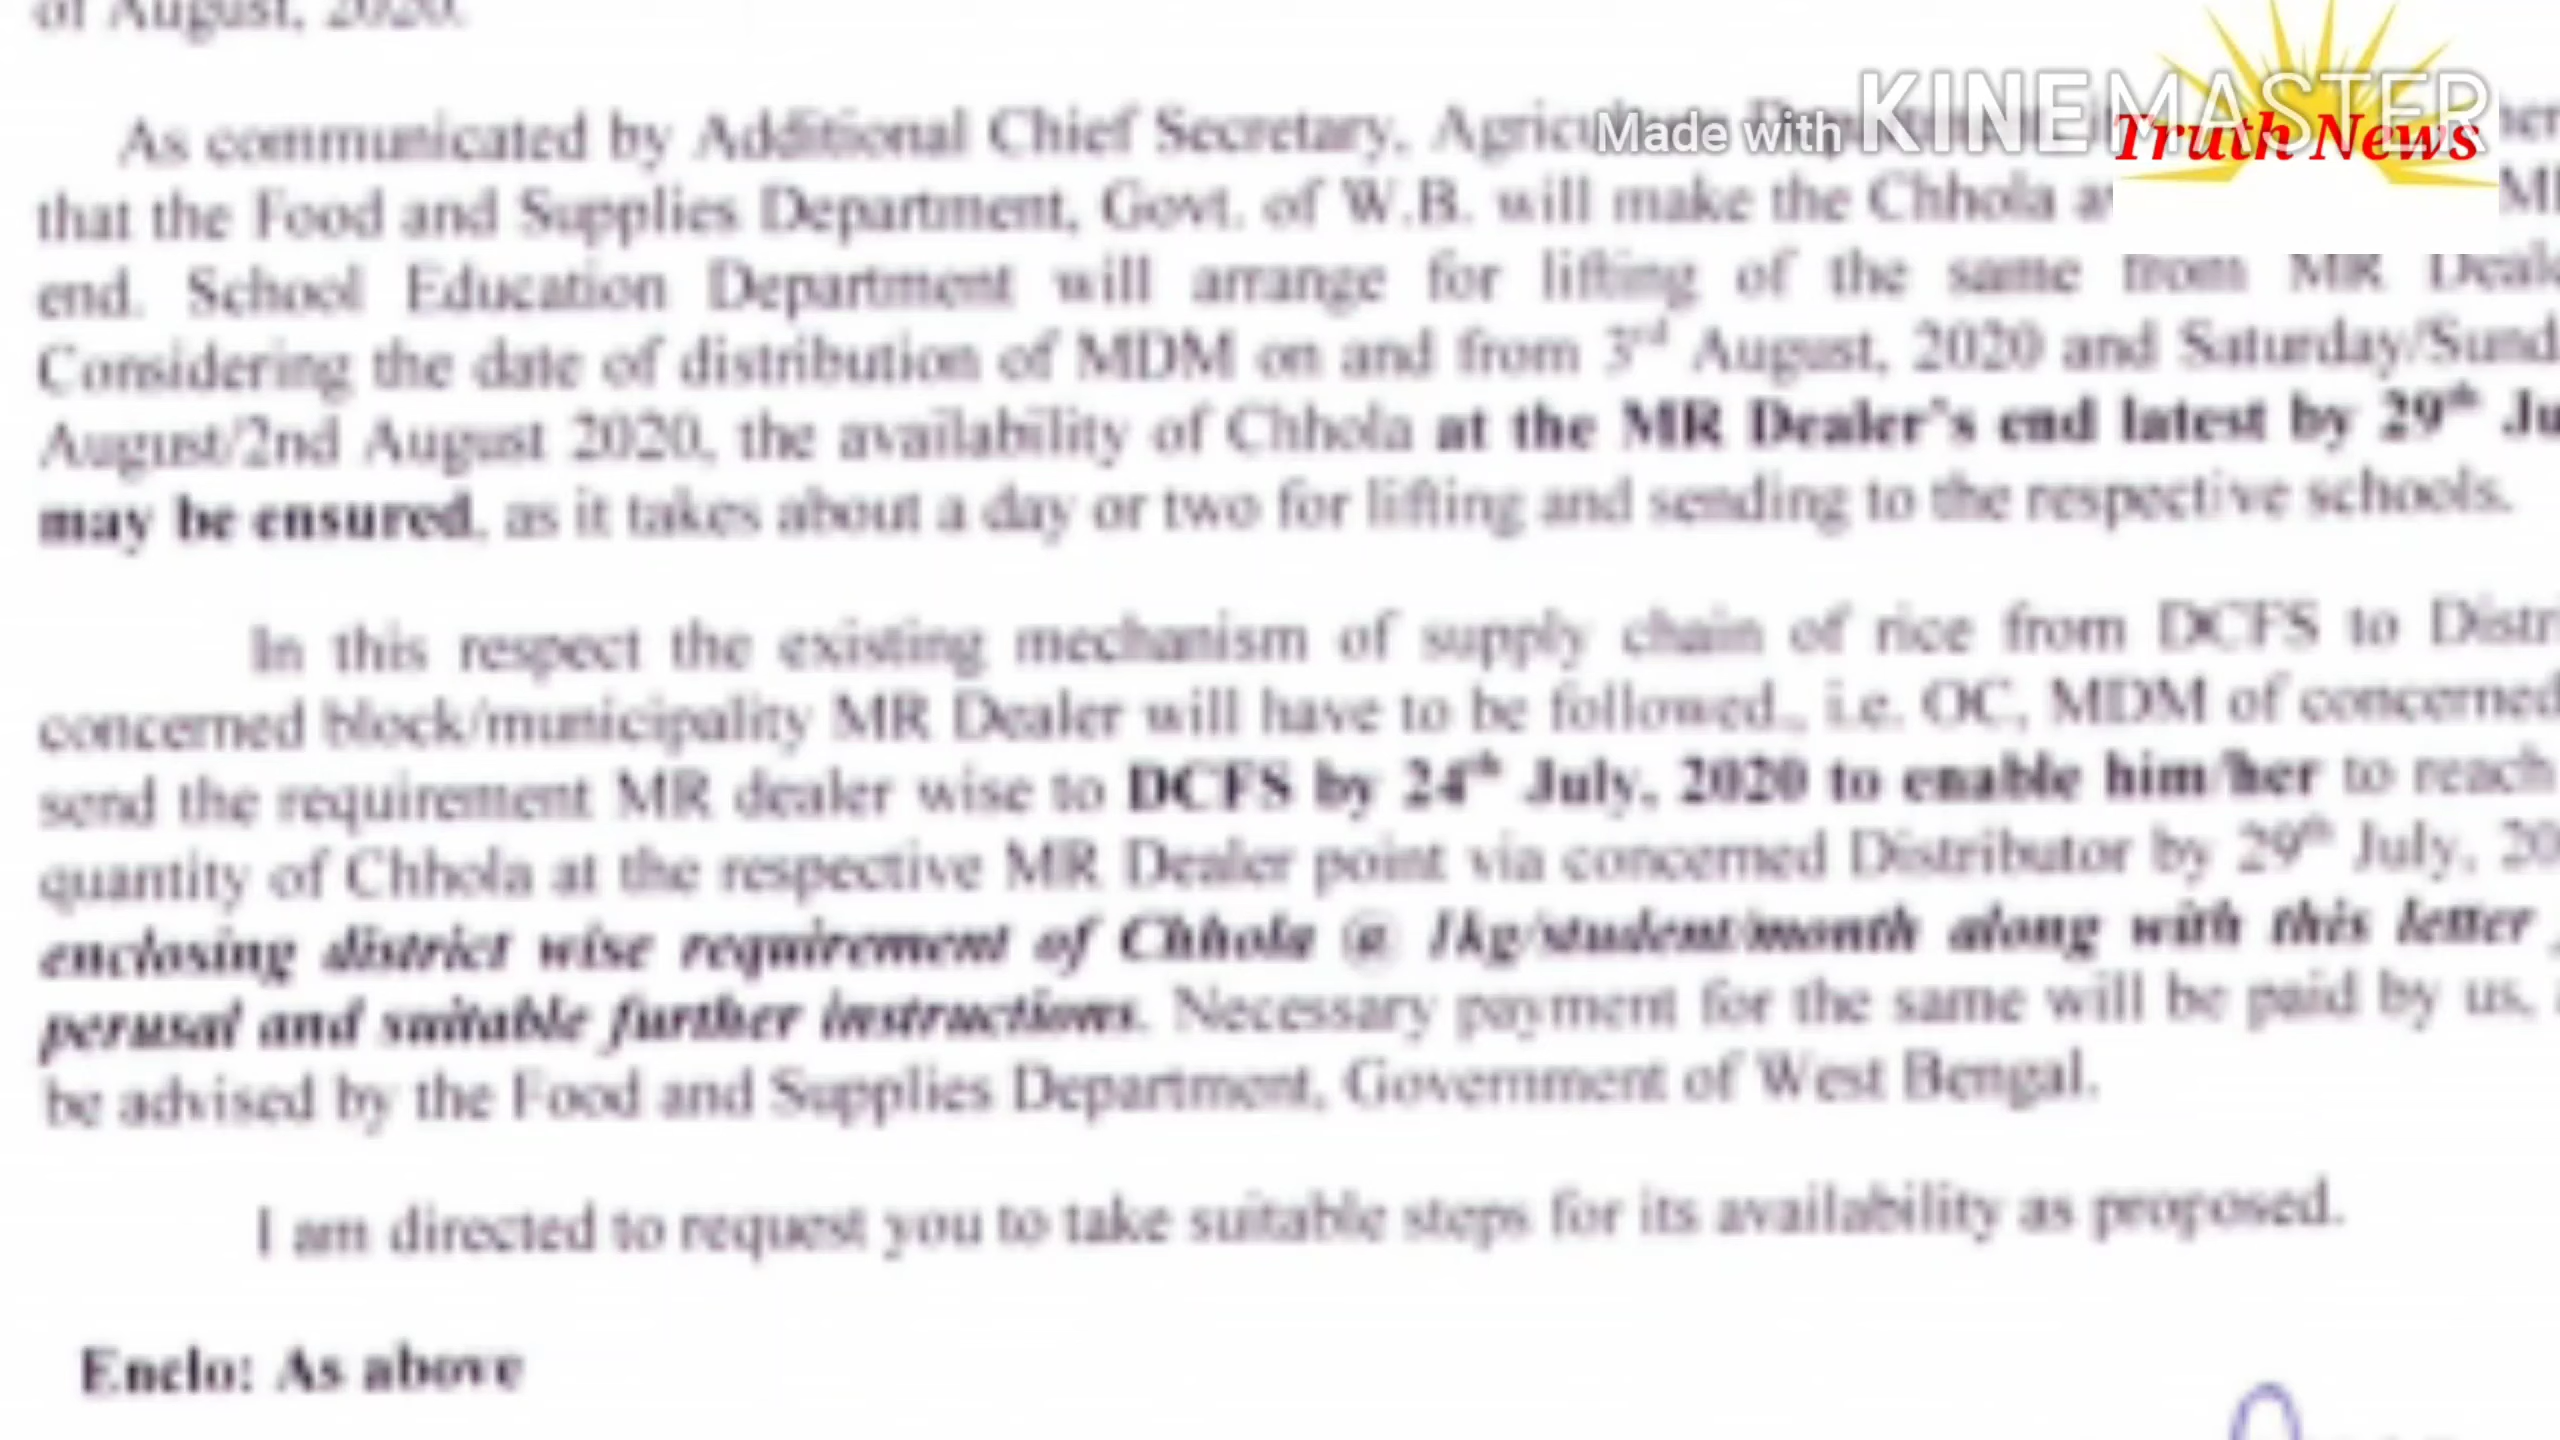 of August, 2020.
Made with KINEMASTER
Truth News
As communicated by Additional Chief Secretary, Agriculture
that the Food and Supplies Department, Govt. of W.B. will make the Chhola
end. School Education Department will arrange for lifting of the same from MR
Considering the date of distribution of MDM on and from 3rd August, 2020 and Saturday/
August/2nd August 2020, the availability of Chhola at the MR Dealer's end latest by 29th
may be ensured, as it takes about a day or two for lifting and sending to the respective schools.
In this respect the existing mechanism of supply chain of rice from DCFS to
concerned block/municipality MR Dealer will have to be followed., i.e. OC, MDM of concerned
send the requirement MR dealer wise to DCFS by 24th July, 2020 to enable him/her to reach
quantity of Chhola at the respective MR Dealer point via concerned Distributor by 29th July,
enclosing district wise requirement of Chhola @ 1kg/student/month along with this letter
perusal and suitable further instructions. Necessary payment for the same will be paid by us,
be advised by the Food and Supplies Department, Government of West Bengal.
I am directed to request you to take suitable steps for its availability as proposed.
Enclo: As above